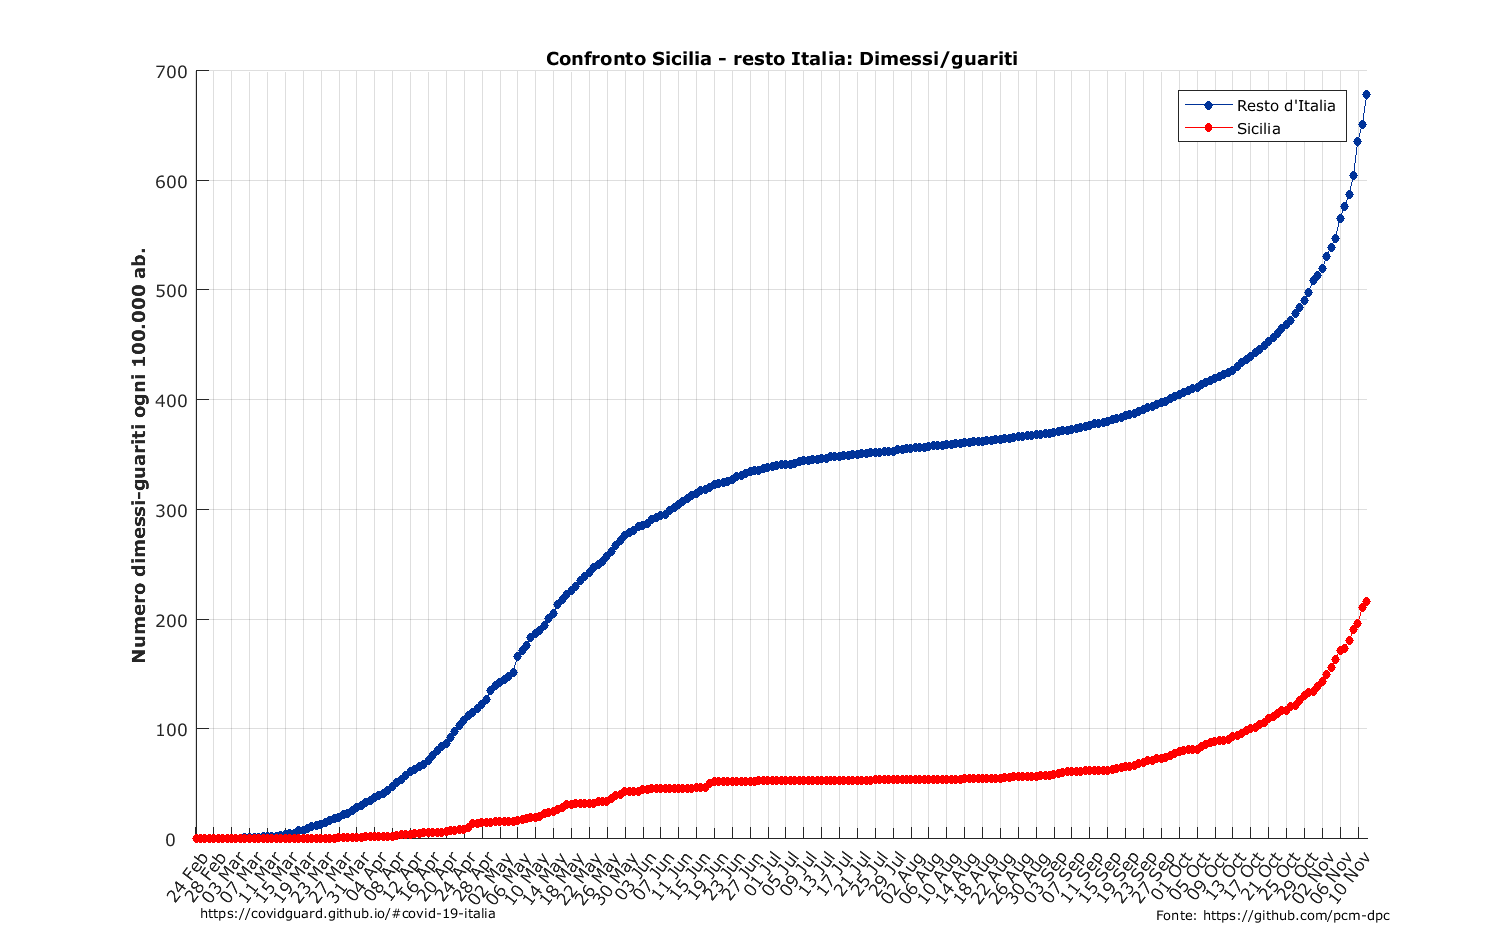 Confronto Sicilia - resto Italia: Dimessi/guariti
Resto d'Italia
Sicilia
Numero dimessi-guariti ogni 100.000 ab.
700
600
500
400
300
200
100
0
24 Feb
28 Feb
03 Mar
07 Mar
11 Mar
15 Mar
19 Mar
23 Mar
27 Mar
31 Mar
04 Apr
08 Apr
12 Apr
16 Apr
20 Apr
24 Apr
28 Apr
02 May
06 May
10 May
14 May
18 May
22 May
26 May
30 May
03 Jun
07 Jun
11 Jun
15 Jun
19 Jun
23 Jun
27 Jun
01 Jul
05 Jul
09 Jul
13 Jul
17 Jul
21 Jul
25 Jul
29 Jul
02 Aug
06 Aug
10 Aug
14 Aug
18 Aug
22 Aug
26 Aug
30 Aug
03 Sep
07 Sep
11 Sep
15 Sep
19 Sep
23 Sep
27 Sep
01 Oct
05 Oct
09 Oct
13 Oct
17 Oct
21 Oct
25 Oct
29 Oct
02 Nov
06 Nov
10 Nov
https://covidguard.github.io/#covid-19-italia
Fonte: https://github.com/pcm-dpc